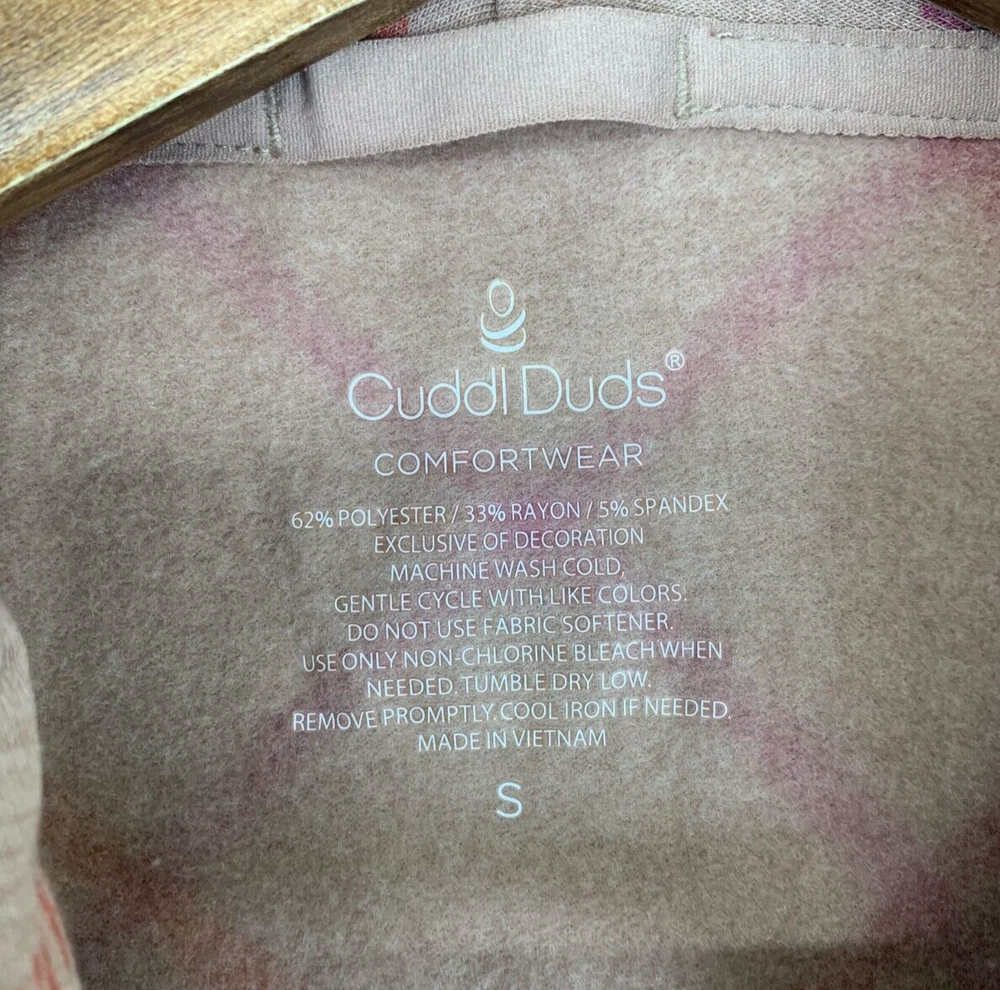 Cuddl Duds®
COMFORTWEAR
62% POLYESTER / 33% RAYON / 5% SPANDEX
EXCLUSIVE OF DECORATION
MACHINE WASH COLD,
GENTLE CYCLE WITH LIKE COLORS.
DO NOT USE FABRIC SOFTENER.
USE ONLY NON-CHLORINE BLEACH WHEN
NEEDED. TUMBLE DRY LOW.
REMOVE PROMPTLY. COOL IRON IF NEEDED.
MADE IN VIETNAM
S